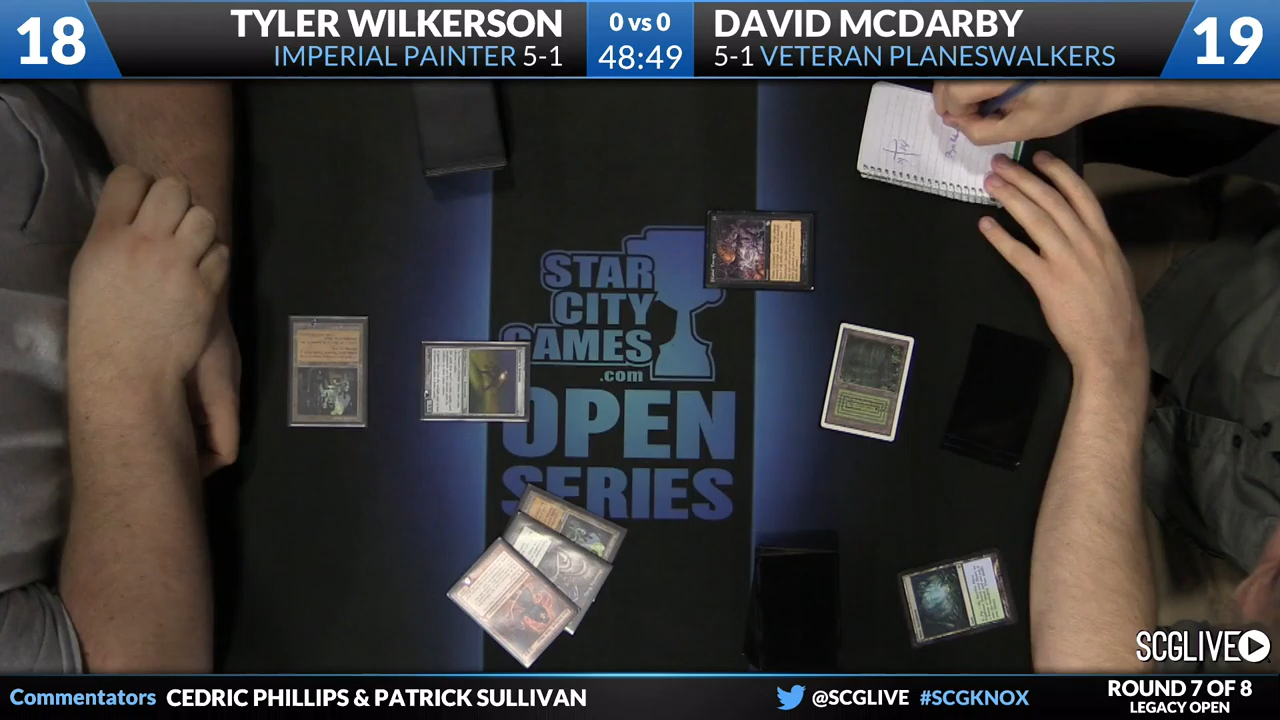 18
TYLER WILKERSON
IMPERIAL PAINTER 5-1
0 vs 0
48:49
DAVID MCDARBY
5-1 VETERAN PLANESWALKERS
19
STAR
CITY
GAMES
.com
OPEN
SERIES
SCGLIVE
Commentators CEDRIC PHILLIPS & PATRICK SULLIVAN
@SCGLIVE #SCGKNOX
ROUND 7 OF 8
LEGACY OPEN